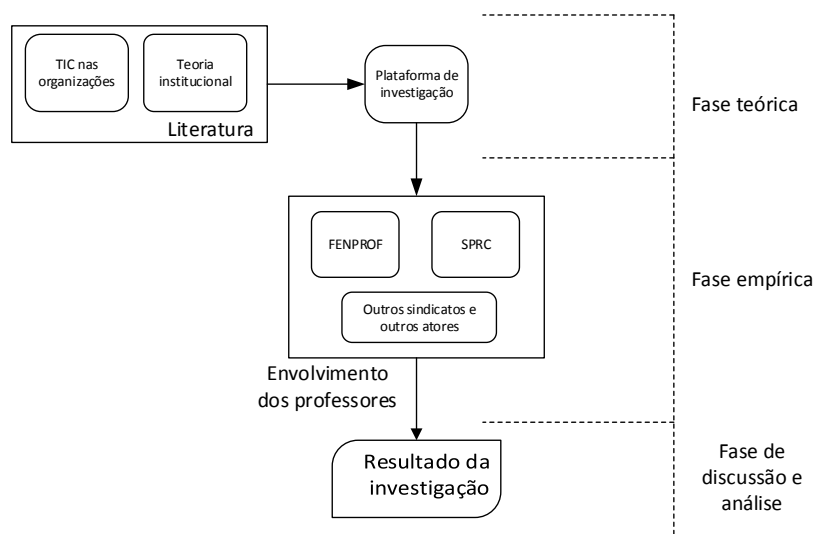 TIC nas
organizações
Teoria
institucional
Literatura
Plataforma de
investigação
Fase teórica
FENPROF
SPRC
Outros sindicatos e
outros atores
Fase empírica
Envolvimento
dos professores
Resultado da
investigação
Fase de
discussão e
análise